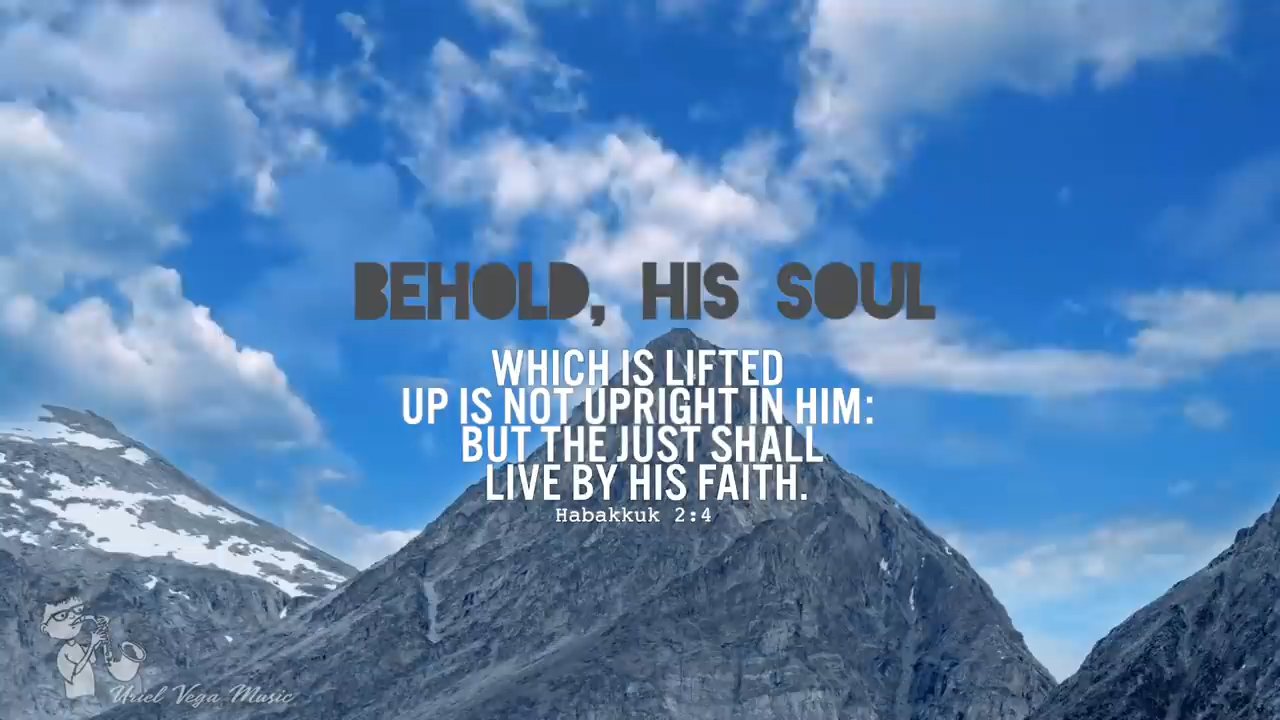 BEHOLD, HIS SOUL
WHICH IS LIFTED
UP IS NOT UPRIGHT IN HIM:
BUT THE JUST SHALL
LIVE BY HIS FAITH.
Habakkuk 2:4
Uriel Vega Music